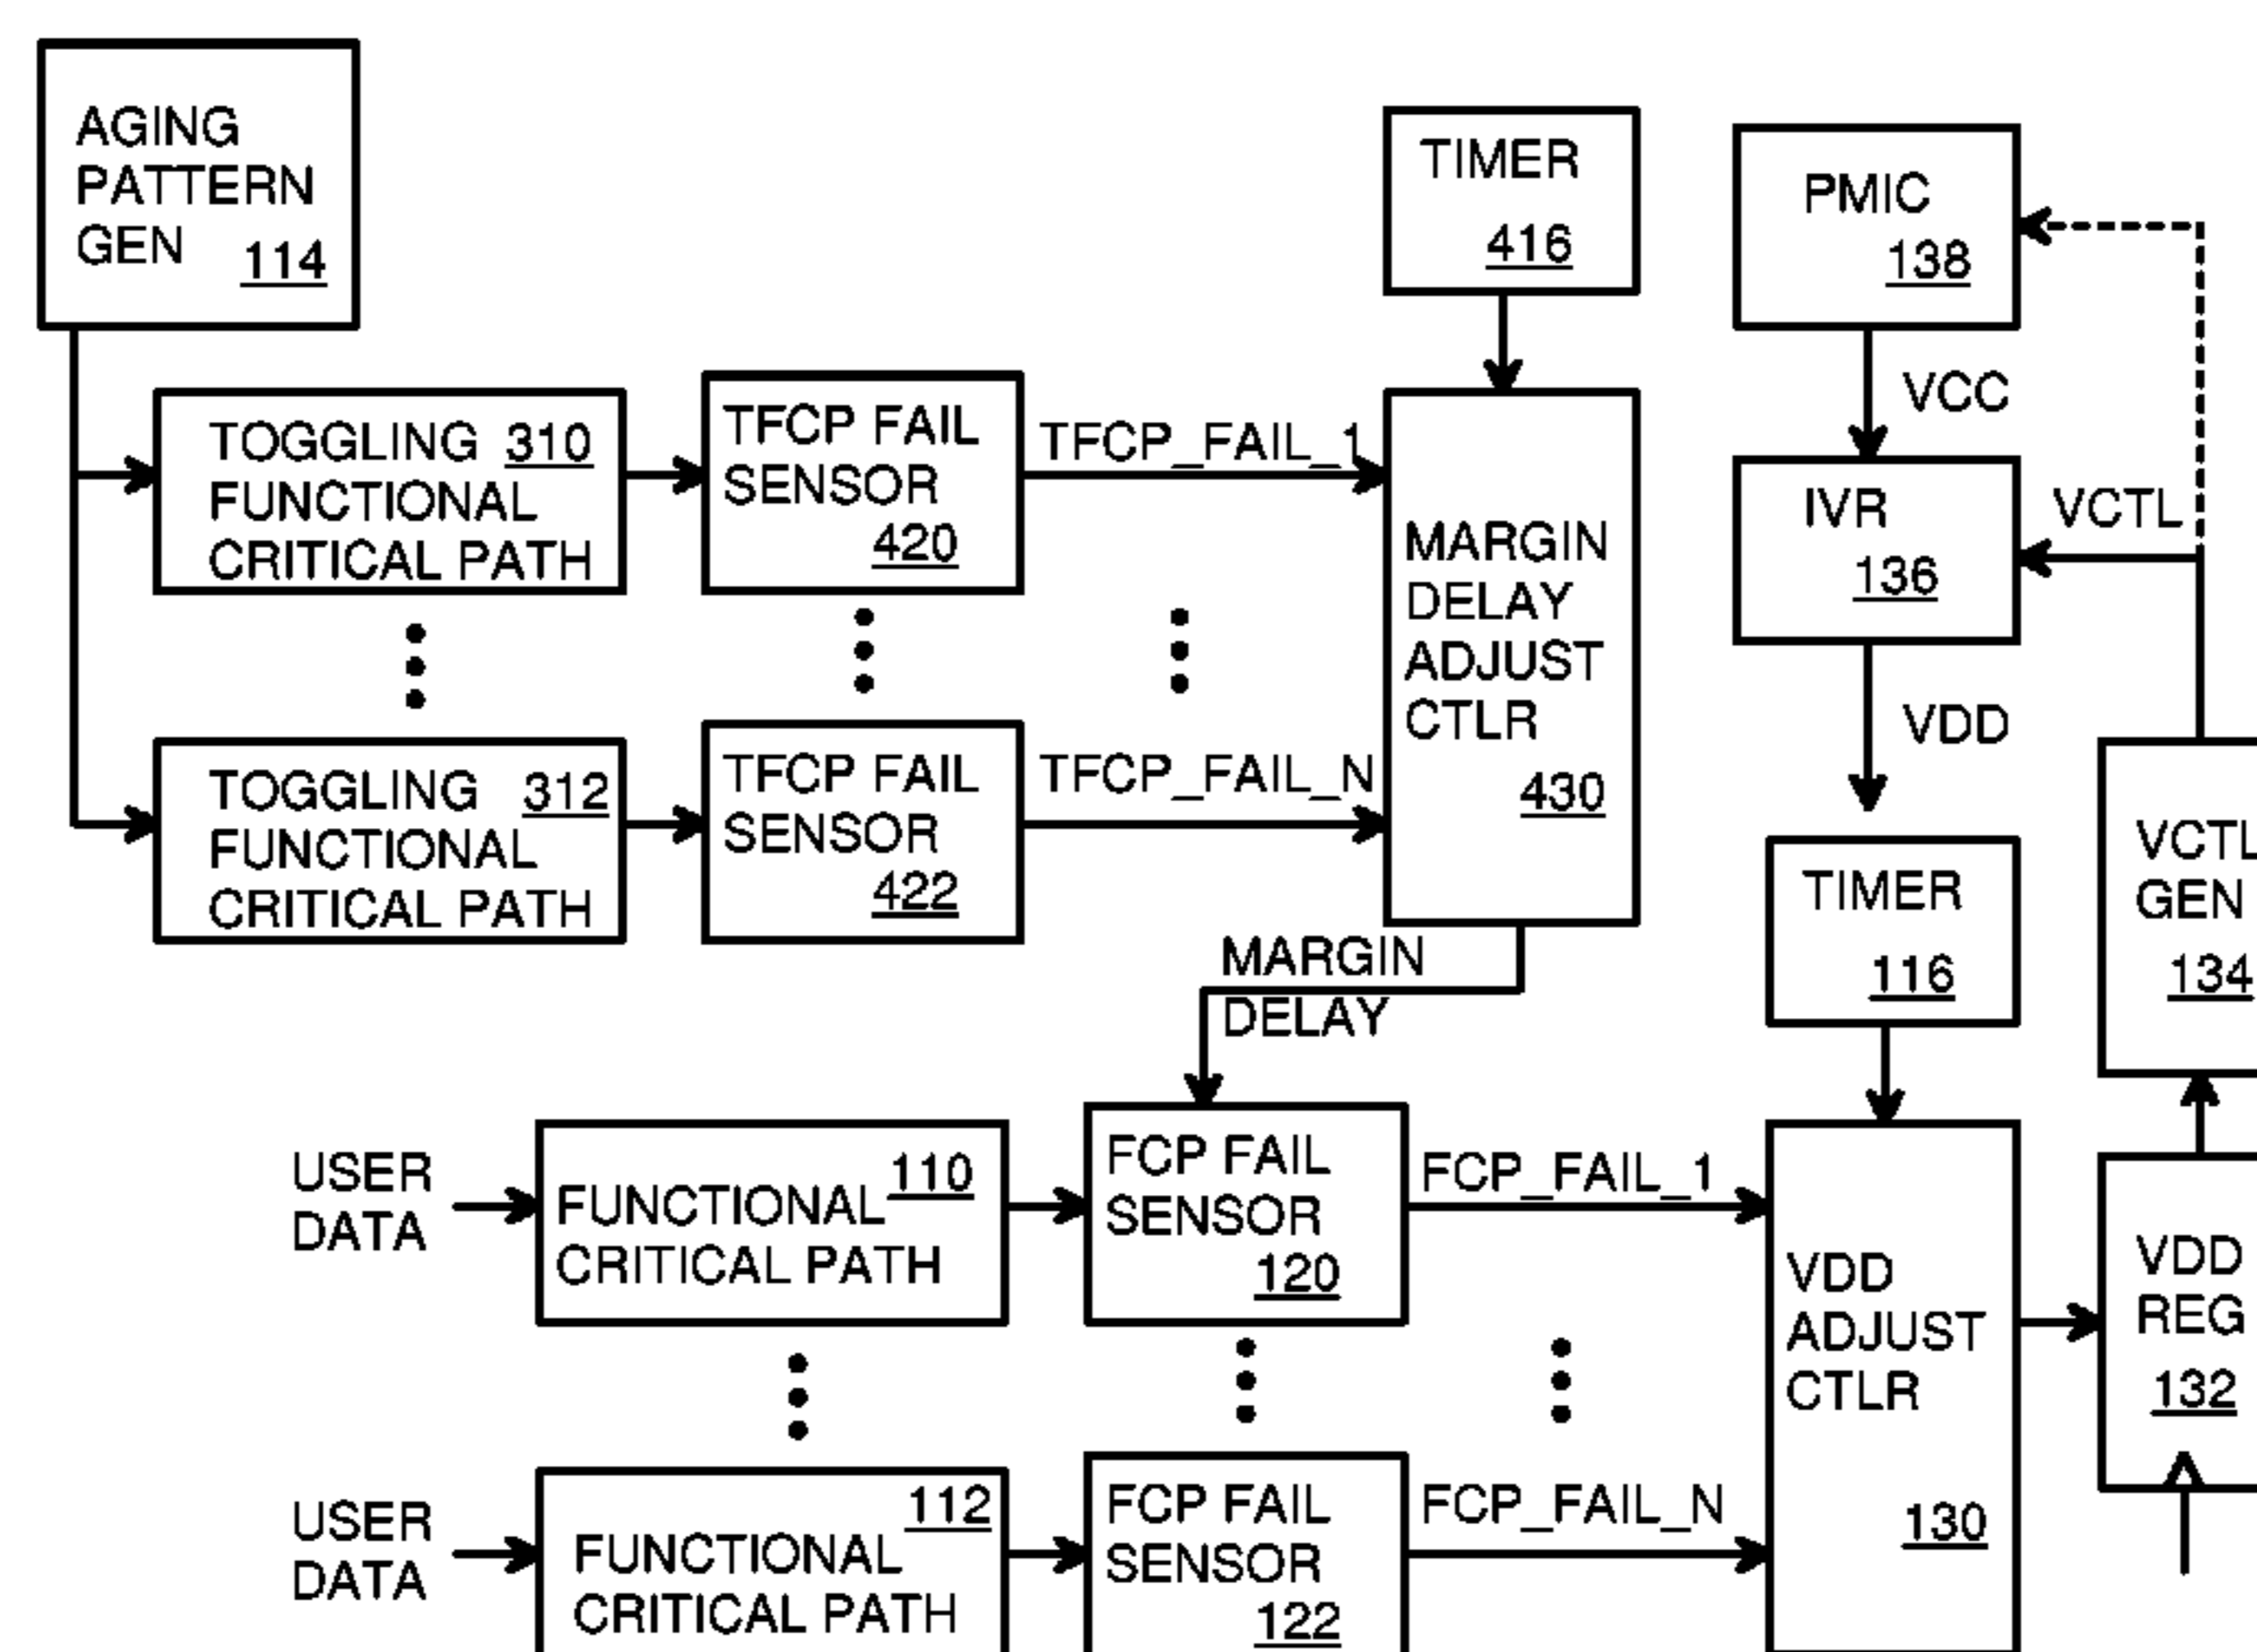 AGING
PATTERN
GEN 114
TIMER
416
PMIC
138
VCC
TOGGLING 310
FUNCTIONAL
CRITICAL PATH
TFCP FAIL
SENSOR
420
TFCP_FAIL_1
MARGIN
DELAY
ADJUST
CTLR
430
IVR
136
VCTL
VDD
TOGGLING 312
FUNCTIONAL
CRITICAL PATH
TFCP FAIL
SENSOR
422
TFCP_FAIL_N
TIMER
116
VCTL
GEN
134
MARGIN
DELAY
USER
DATA
FUNCTIONAL 110
CRITICAL PATH
FCP FAIL
SENSOR
120
FCP_FAIL_1
VDD
ADJUST
CTLR
130
VDD
REG
132
USER
DATA
112
FUNCTIONAL
CRITICAL PATH
FCP FAIL
SENSOR
122
FCP_FAIL_N